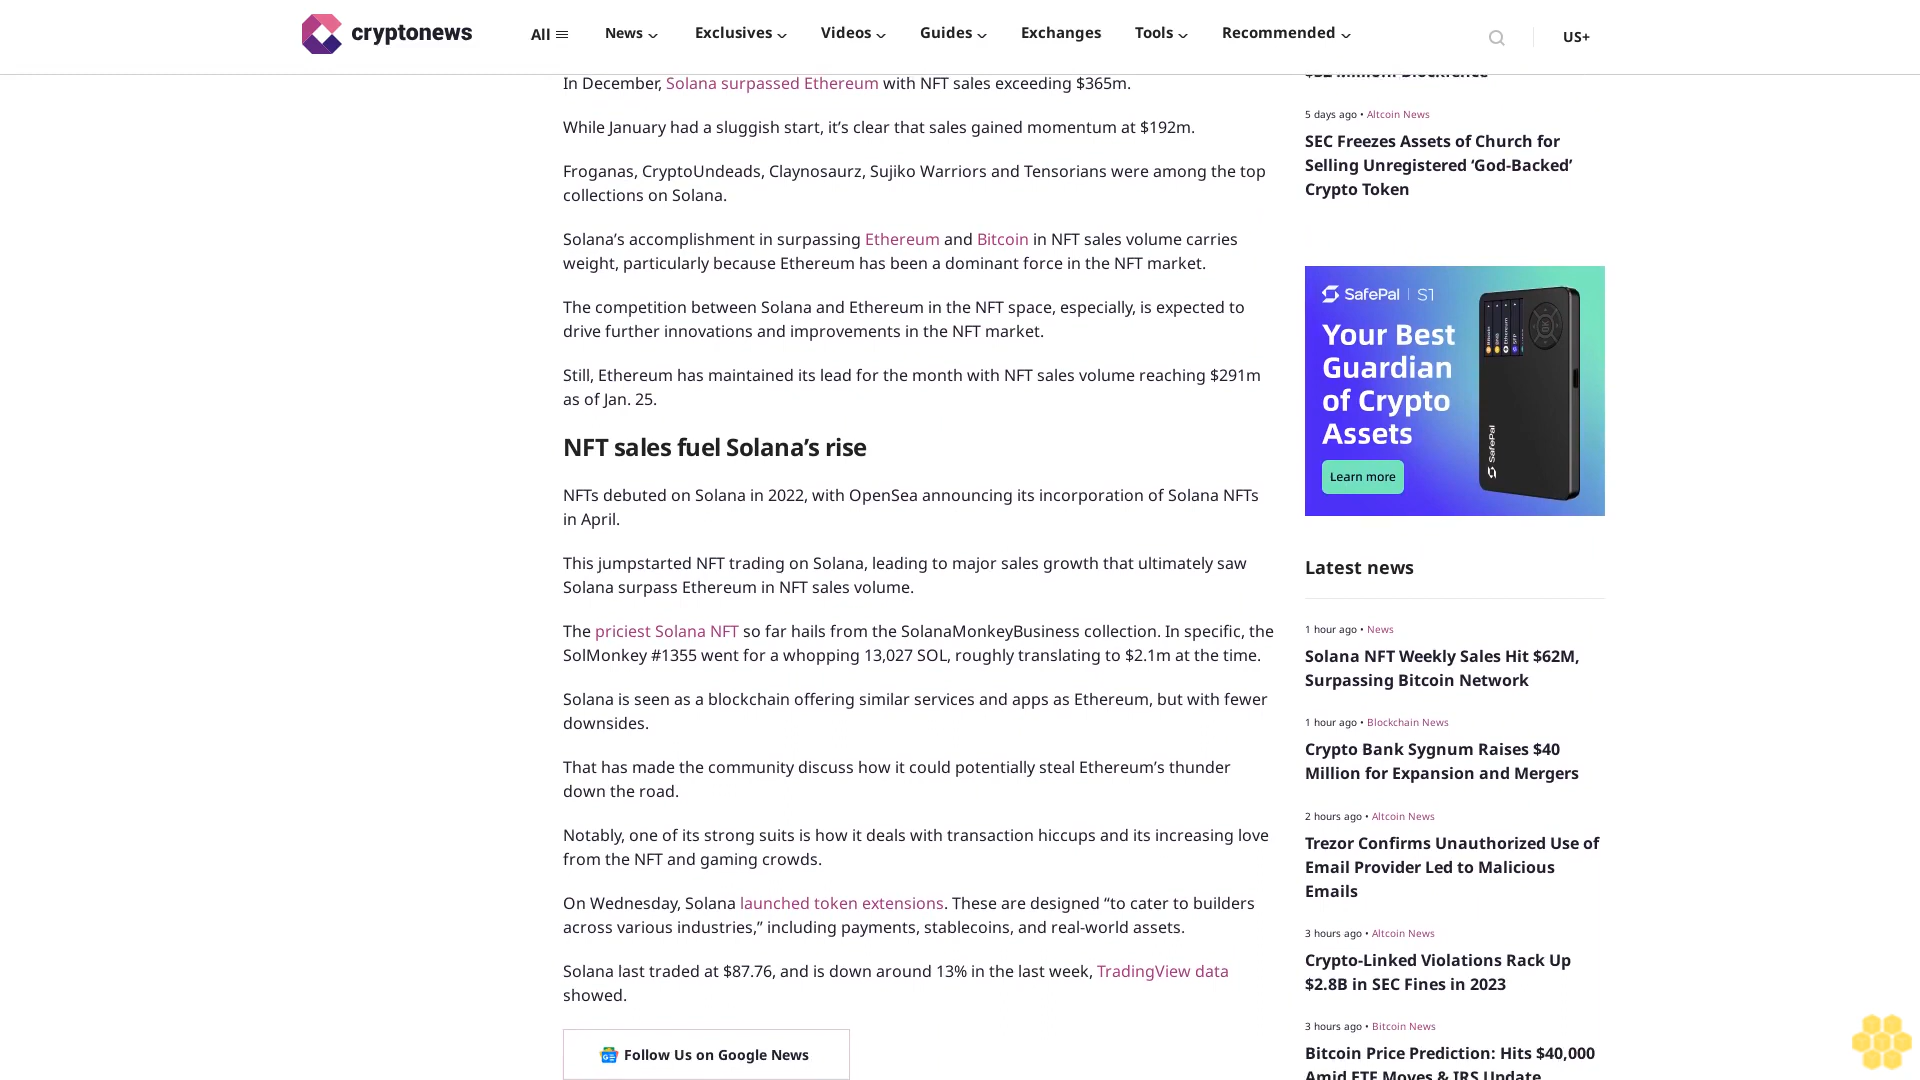 cryptonews
All
News
Exclusives
Videos
Guides
Exchanges
Tools
Recommended
US+
In December, Solana surpassed Ethereum with NFT sales exceeding $365m.
While January had a sluggish start, it’s clear that sales gained momentum at $192m.
Froganas, CryptoUndeads, Claynosaurz, Sujiko Warriors and Tensorians were among the top
collections on Solana.
Solana’s accomplishment in surpassing Ethereum and Bitcoin in NFT sales volume carries
weight, particularly because Ethereum has been a dominant force in the NFT market.
The competition between Solana and Ethereum in the NFT space, especially, is expected to
drive further innovations and improvements in the NFT market.
Still, Ethereum has maintained its lead for the month with NFT sales volume reaching $291m
as of Jan. 25.
NFT sales fuel Solana’s rise
NFTs debuted on Solana in 2022, with OpenSea announcing its incorporation of Solana NFTs
in April.
This jumpstarted NFT trading on Solana, leading to major sales growth that ultimately saw
Solana surpass Ethereum in NFT sales volume.
The priciest Solana NFT so far hails from the SolanaMonkeyBusiness collection. In specific, the
SolMonkey #1355 went for a whopping 13,027 SOL, roughly translating to $2.1m at the time.
Solana is seen as a blockchain offering similar services and apps as Ethereum, but with fewer
downsides.
That has made the community discuss how it could potentially steal Ethereum’s thunder
down the road.
Notably, one of its strong suits is how it deals with transaction hiccups and its increasing love
from the NFT and gaming crowds.
On Wednesday, Solana launched token extensions. These are designed “to cater to builders
across various industries,” including payments, stablecoins, and real-world assets.
Solana last traded at $87.76, and is down around 13% in the last week, TradingView data
showed.
Follow Us on Google News
5 days ago • Altcoin News
SEC Freezes Assets of Church for
Selling Unregistered ‘God-Backed’
Crypto Token
SafePal | S1
Your Best
Guardian
of Crypto
Assets
Learn more
SafePal
Latest news
1 hour ago • News
Solana NFT Weekly Sales Hit $62M,
Surpassing Bitcoin Network
1 hour ago • Blockchain News
Crypto Bank Sygnum Raises $40
Million for Expansion and Mergers
2 hours ago • Altcoin News
Trezor Confirms Unauthorized Use of
Email Provider Led to Malicious
Emails
3 hours ago • Altcoin News
Crypto-Linked Violations Rack Up
$2.8B in SEC Fines in 2023
3 hours ago • Bitcoin News
Bitcoin Price Prediction: Hits $40,000
Amid ETF Moves & IRS Update